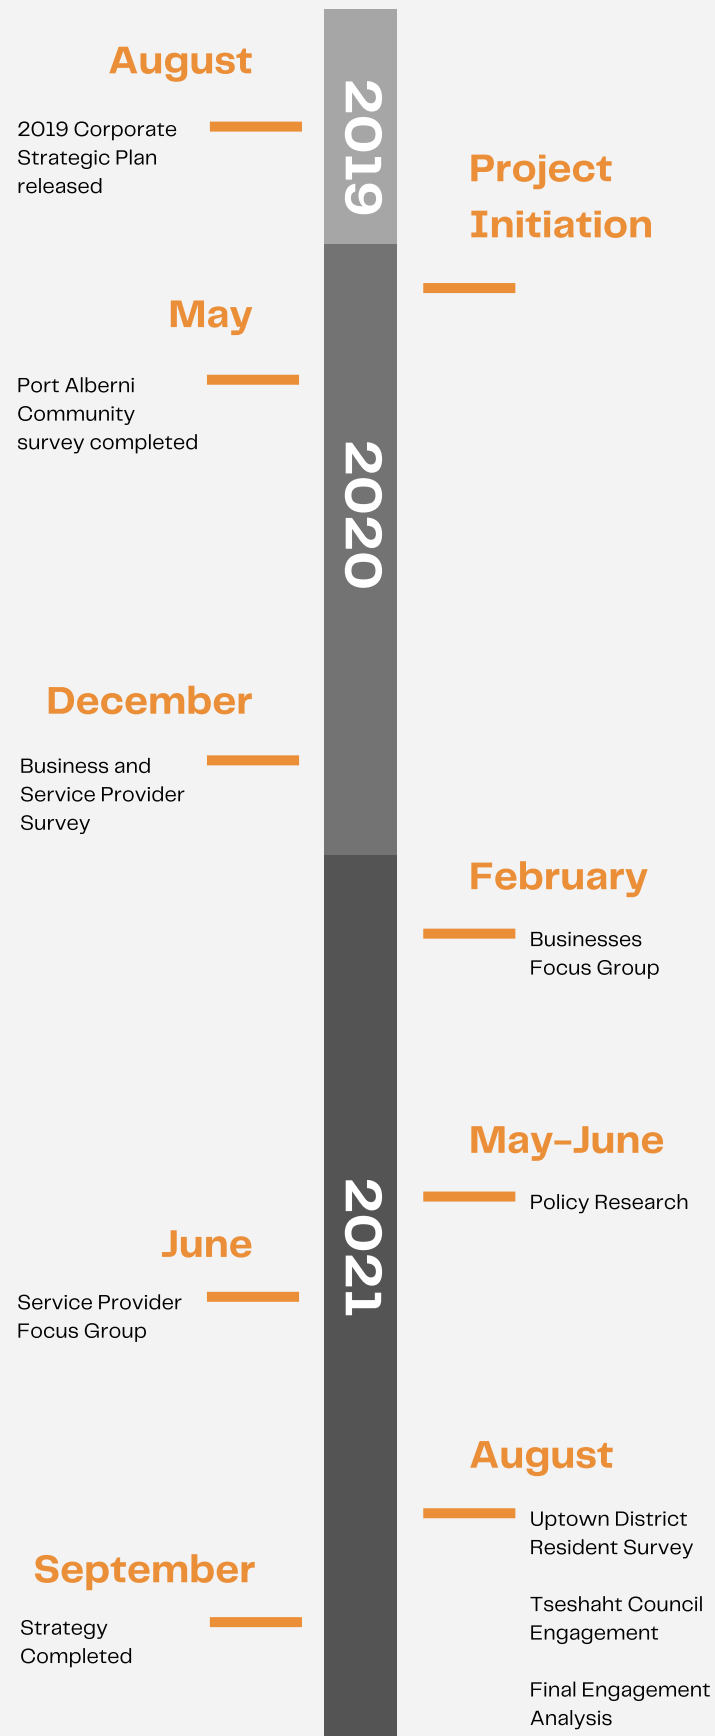 August
2019 Corporate
Strategic Plan
released
2019
Project
Initiation
May
Port Alberni
Community
survey completed
2020
December
Business and
Service Provider
Survey
February
Businesses
Focus Group
May-June
Policy Research
2021
June
Service Provider
Focus Group
August
Uptown District
Resident Survey
Tseshaht Council
Engagement
Final Engagement
Analysis
September
Strategy
Completed